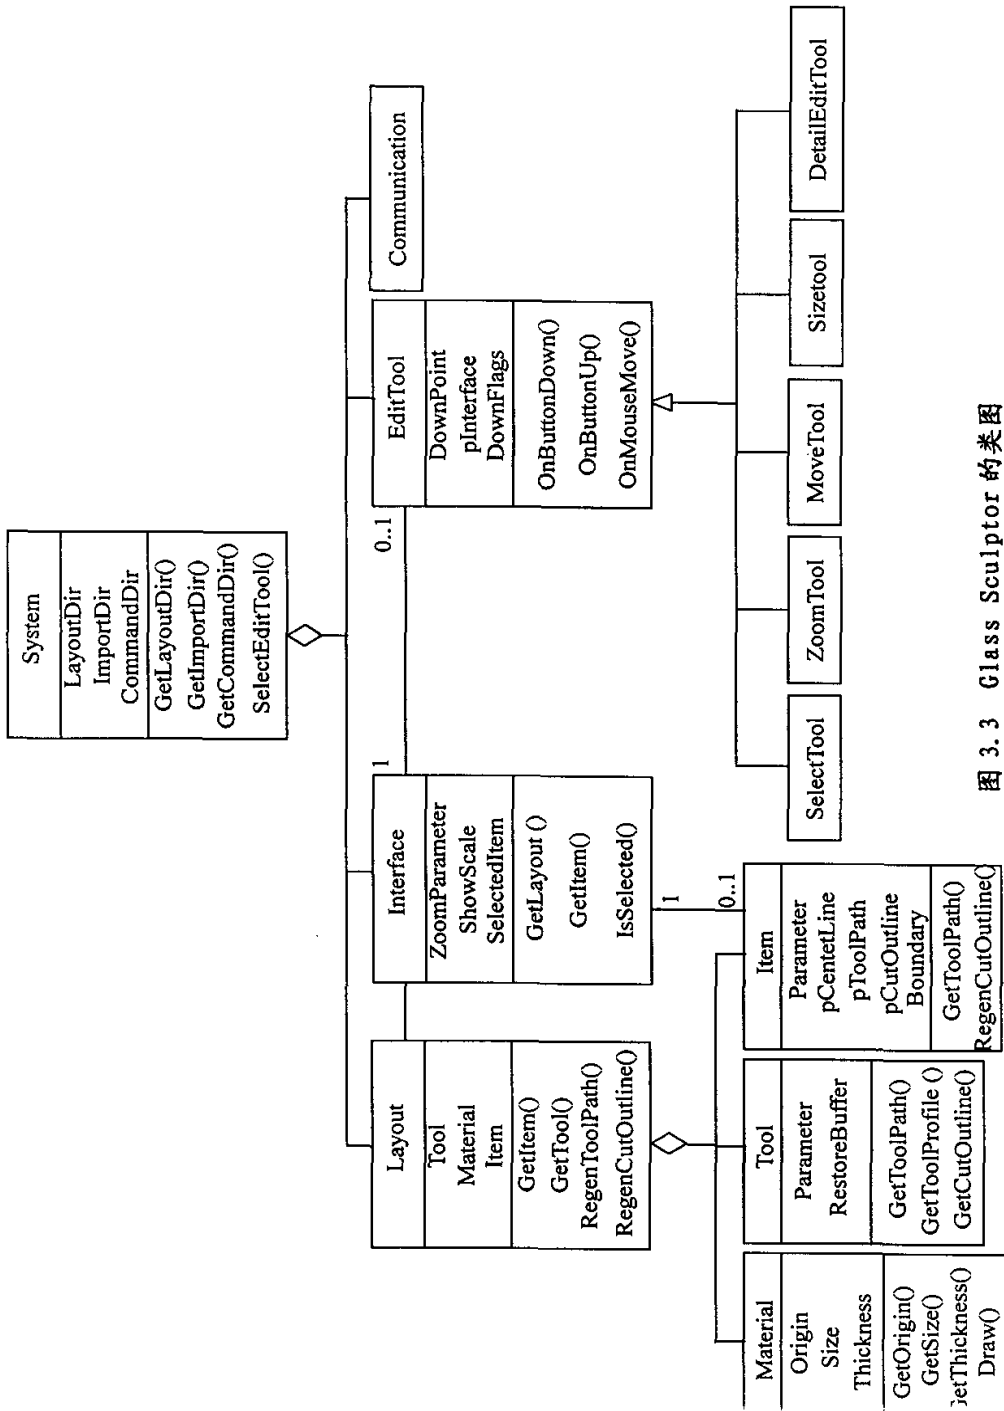 System
LayoutDir
ImportDir
CommandDir
GetLayoutDir()
GetImportDir()
GetCommandDir()
SelectEditTool()
Layout
Tool
Material
Item
GetItem()
GetTool()
RegenToolPath()
RegenCutOutline()
Interface
ZoomParameter
ShowScale
SelectedItem
GetLayout ()
GetItem()
IsSelected()
1
0..1
EditTool
DownPoint
pInterface
DownFlags
OnButtonDown()
OnButtonUp()
OnMouseMove()
Communication
1
0..1
Material
Origin
Size
Thickness
GetOrigin()
GetSize()
GetThickness()
Draw()
Tool
Parameter
RestoreBuffer
GetToolPath()
GetToolProfile ()
GetCutOutline()
Item
Parameter
pCentetLine
pToolPath
pCutOutline
Boundary
GetToolPath()
RegenCutOutline()
SelectTool
ZoomTool
MoveTool
Sizetool
DetailEditTool
图 3.3 Glass Sculptor 的类图